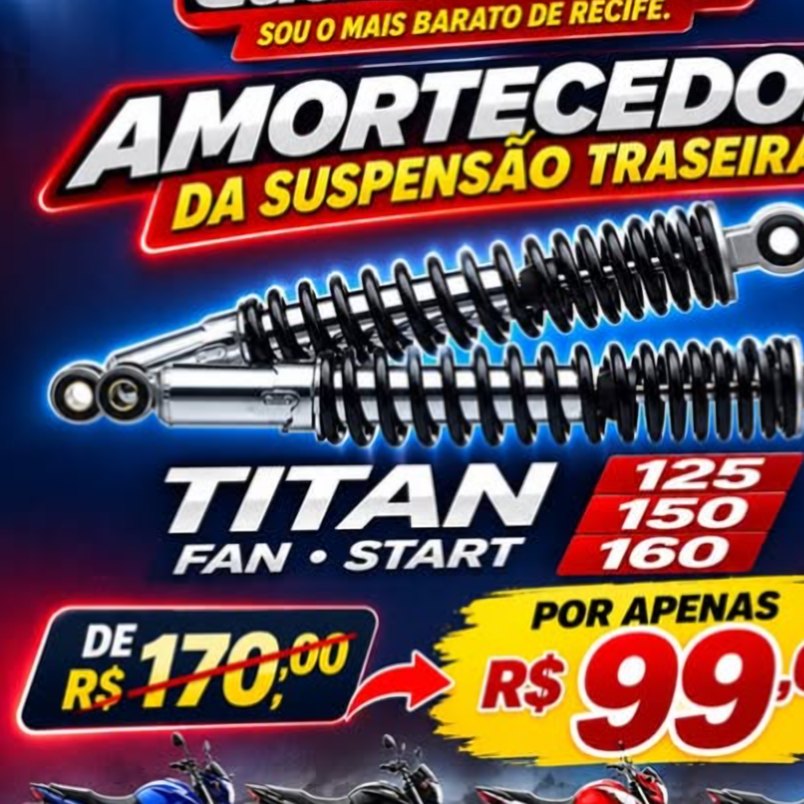 SOU O MAIS BARATO DE RECIFE.
AMORTECEDO
DA SUSPENSÃO TRASEIRA
TITAN
FAN • START
125
150
160
DE
R$ 170,00
POR APENAS
R$ 99,